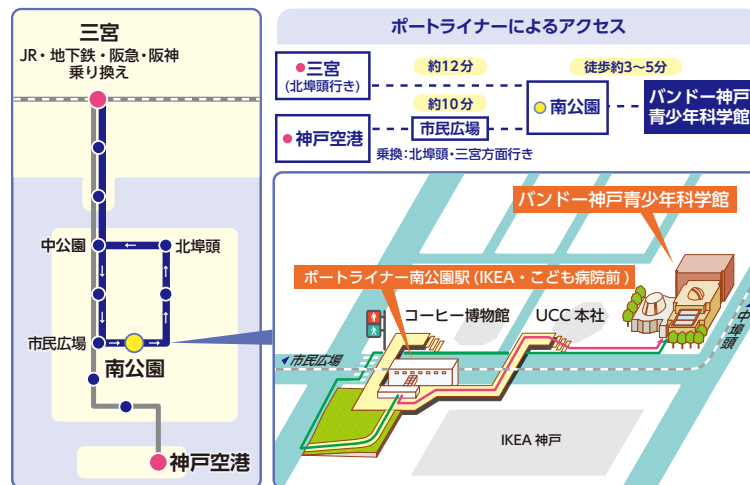 三宮
JR・地下鉄・阪急・阪神
乗り換え
中公園
北埠頭
市民広場
南公園
神戸空港
ポートライナーによるアクセス
三宮
(北埠頭行き)
約12分
徒歩約3~5分
南公園
バンドー神戸
青少年科学館
約10分
神戸空港
市民広場
乗換:北埠頭・三宮方面行き
バンドー神戸青少年科学館
ポートライナー南公園駅(IKEA・こども病院前)
コーヒー博物館
UCC本社
市民広場
中埠頭
IKEA 神戸